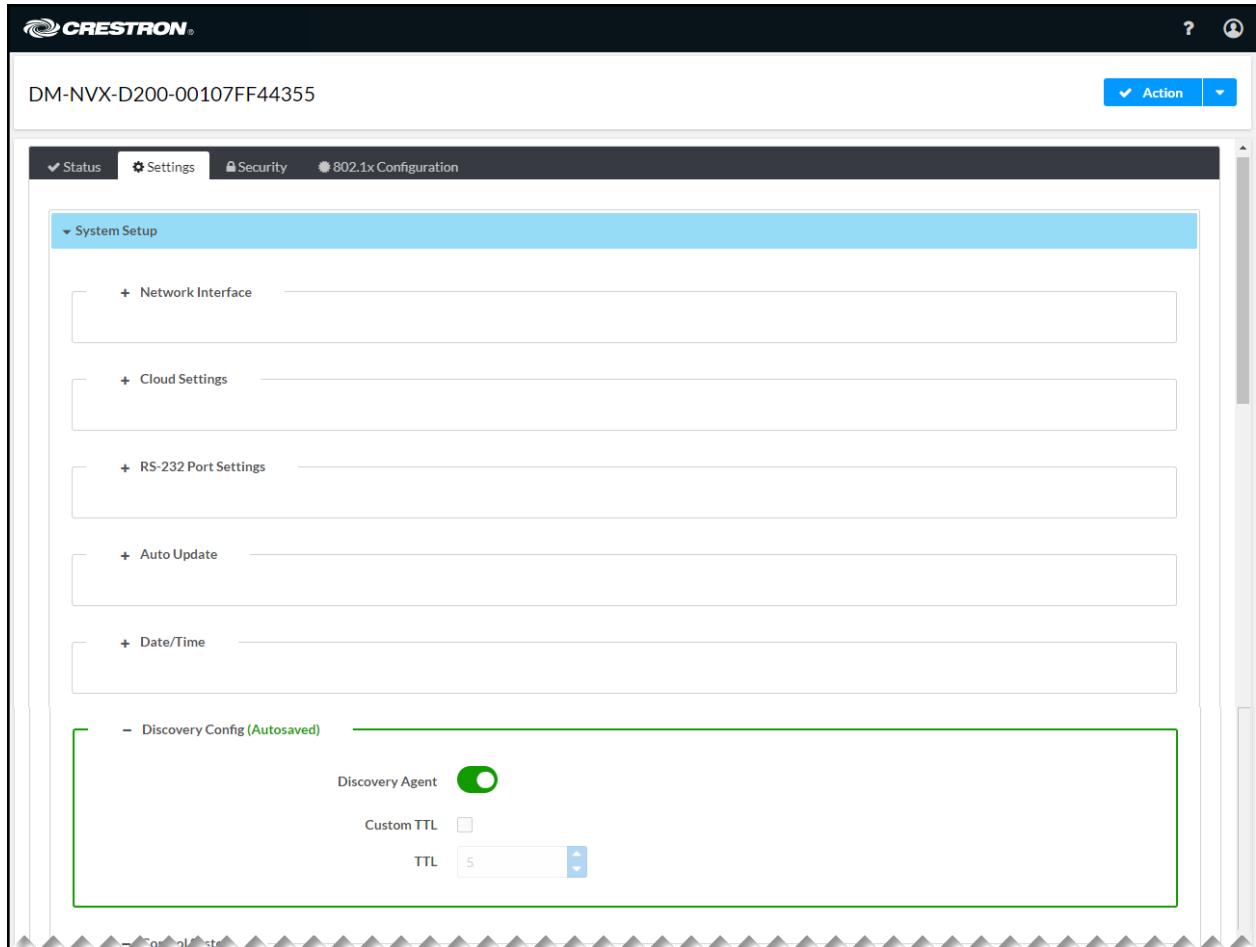 CRESTRON®
?
DM-NVX-D200-00107FF44355
Action
Status Settings Security 802.1x Configuration
System Setup
+ Network Interface
+ Cloud Settings
+ RS-232 Port Settings
+ Auto Update
+ Date/Time
− Discovery Config (Autosaved)
Discovery Agent
Custom TTL
TTL 5